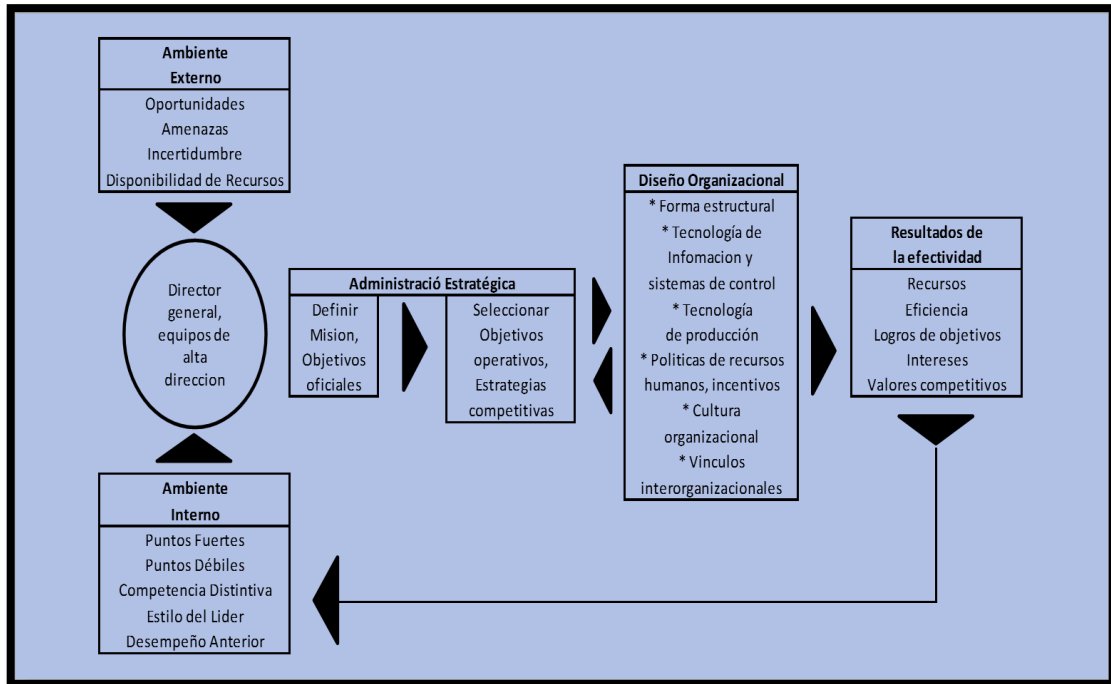 Ambiente
Externo
Oportunidades
Amenazas
Incertidumbre
Disponibilidad de Recursos
Director
general,
equipos de
alta
direccion
Ambiente
Interno
Puntos Fuertes
Puntos Débiles
Competencia Distintiva
Estilo del Lider
Desempeño Anterior
Administració Estratégica
Definir
Mision,
Objetivos
oficiales
Seleccionar
Objetivos
operativos,
Estrategias
competitivas
Diseño Organizacional
* Forma estructural
* Tecnología de
Infomacion y
sistemas de control
* Tecnología
de producción
* Politicas de recursos
humanos, incentivos
* Cultura
organizacional
* Vinculos
interorganizacionales
Resultados de
la efectividad
Recursos
Eficiencia
Logros de objetivos
Intereses
Valores competitivos